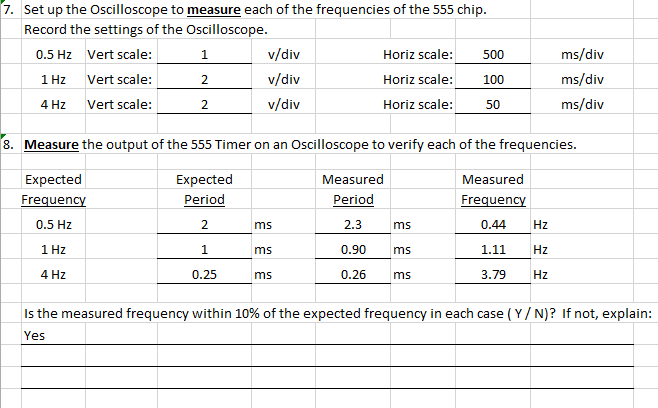 7. Set up the Oscilloscope to measure each of the frequencies of the 555 chip.
Record the settings of the Oscilloscope.
0.5 Hz Vert scale: 1 v/div Horiz scale: 500 ms/div
1 Hz Vert scale: 2 v/div Horiz scale: 100 ms/div
4 Hz Vert scale: 2 v/div Horiz scale: 50 ms/div
8. Measure the output of the 555 Timer on an Oscilloscope to verify each of the frequencies.
Expected Expected Measured Measured
Frequency Period Period Frequency
0.5 Hz 2 ms 2.3 ms 0.44 Hz
1 Hz 1 ms 0.90 ms 1.11 Hz
4 Hz 0.25 ms 0.26 ms 3.79 Hz
Is the measured frequency within 10% of the expected frequency in each case ( Y / N)? If not, explain:
Yes